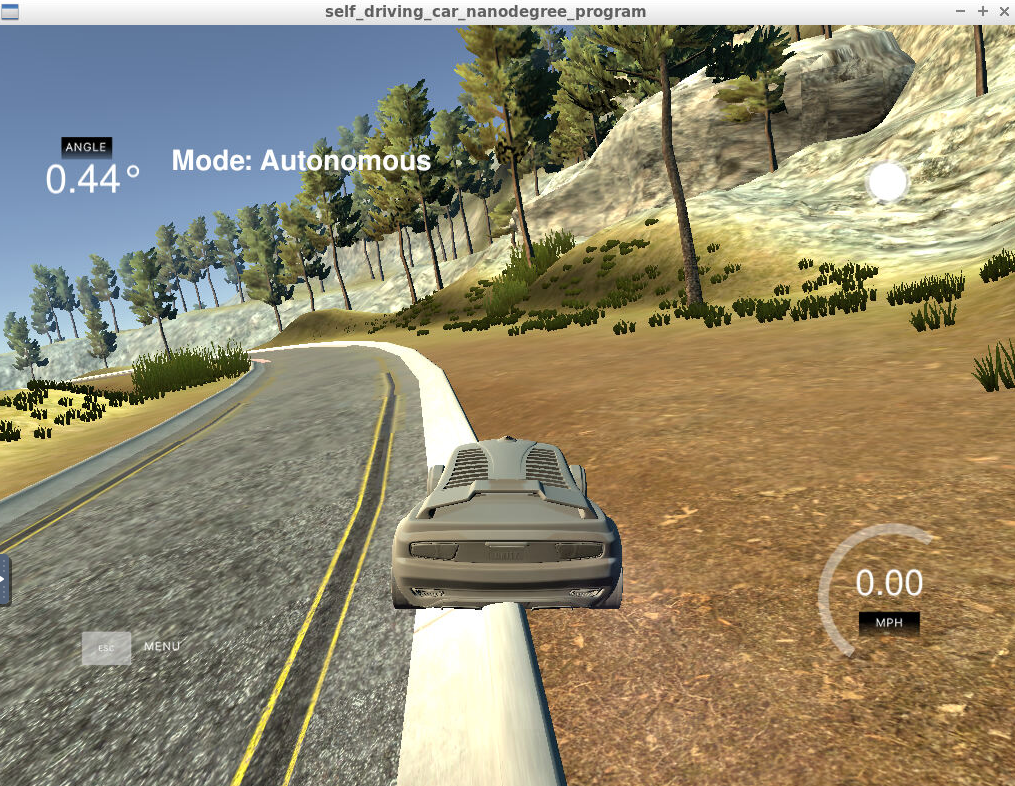 self_driving_car_nanodegree_program
ANGLE
0.44°
Mode: Autonomous
0.00
MPH
ESC
MENU